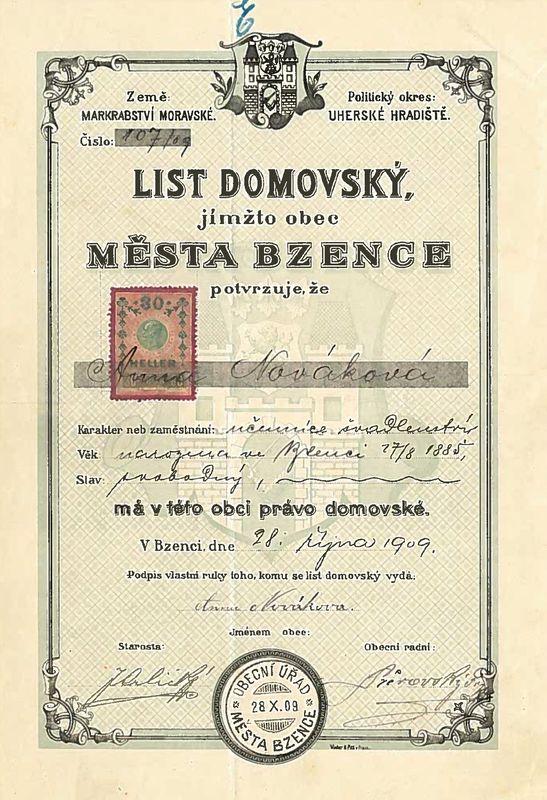 Země:
MARKRABSTVÍ MORAVSKÉ.
Politický okres:
UHERSKÉ HRADIŠTĚ.
Číslo: 107/09
LIST DOMOVSKÝ,
jímžto obec
MĚSTA BZENCE
potvrzuje, že
30
HELLER
Anna Nováková
Karakter neb zaměstnání: učennice švadlenství
Věk narozena ve Bzenci 27/8 1885,
Stav: svobodný,
má v této obci právo domovské.
V Bzenci, dne 28. října 1909.
Podpis vlastní ruky toho, komu se list domovský vydá:
Anna Nováková.
Jménem obec:
Starosta:
Obecní radní:
OBECNÍ ÚŘAD
28 X. 09
MĚSTA BZENCE